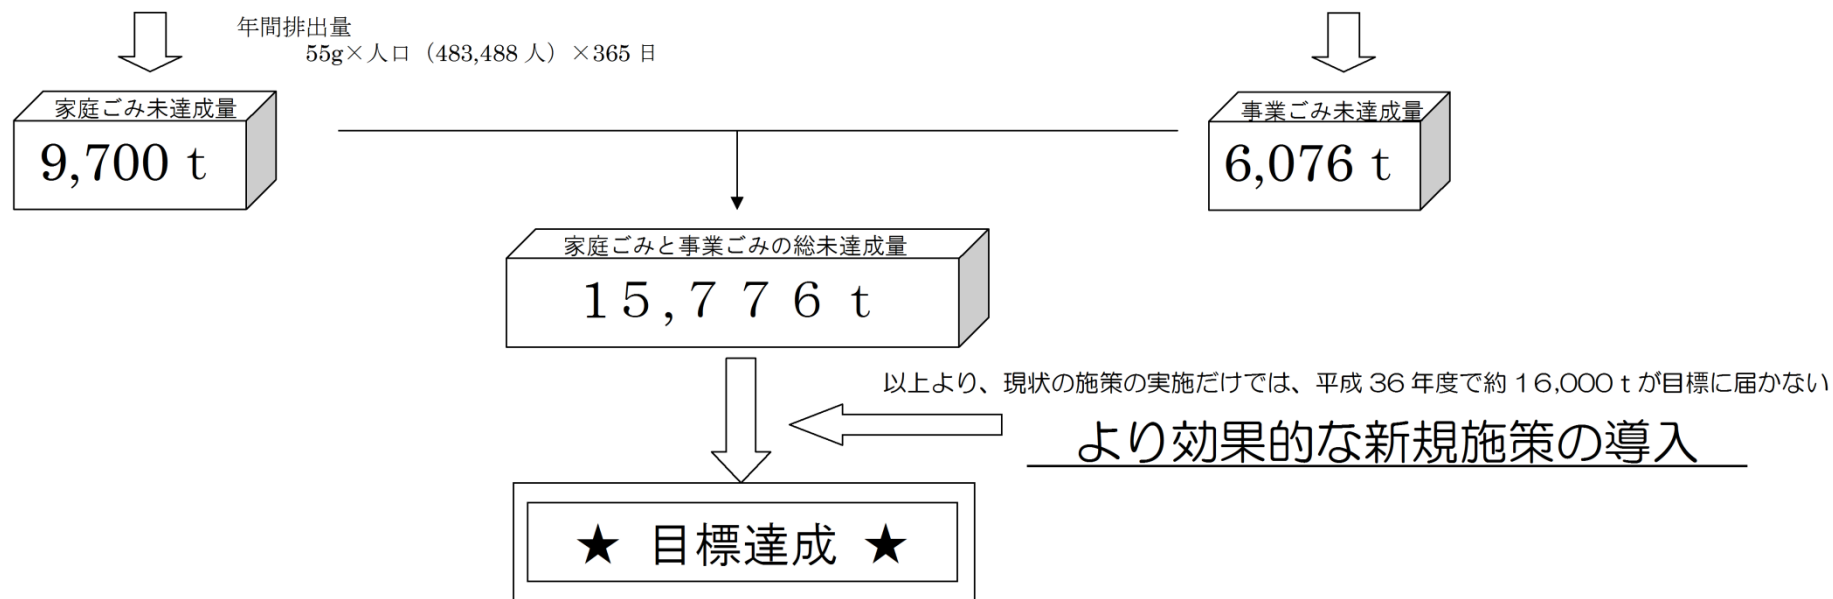 年間排出量
55g×人口（483,488 人）×365 日
家庭ごみ未達成量
9,700 t
事業ごみ未達成量
6,076 t
家庭ごみと事業ごみの総未達成量
１５,７７６ t
以上より、現状の施策の実施だけでは、平成 36 年度で約 16,000 t が目標に届かない
より効果的な新規施策の導入
★ 目標達成 ★